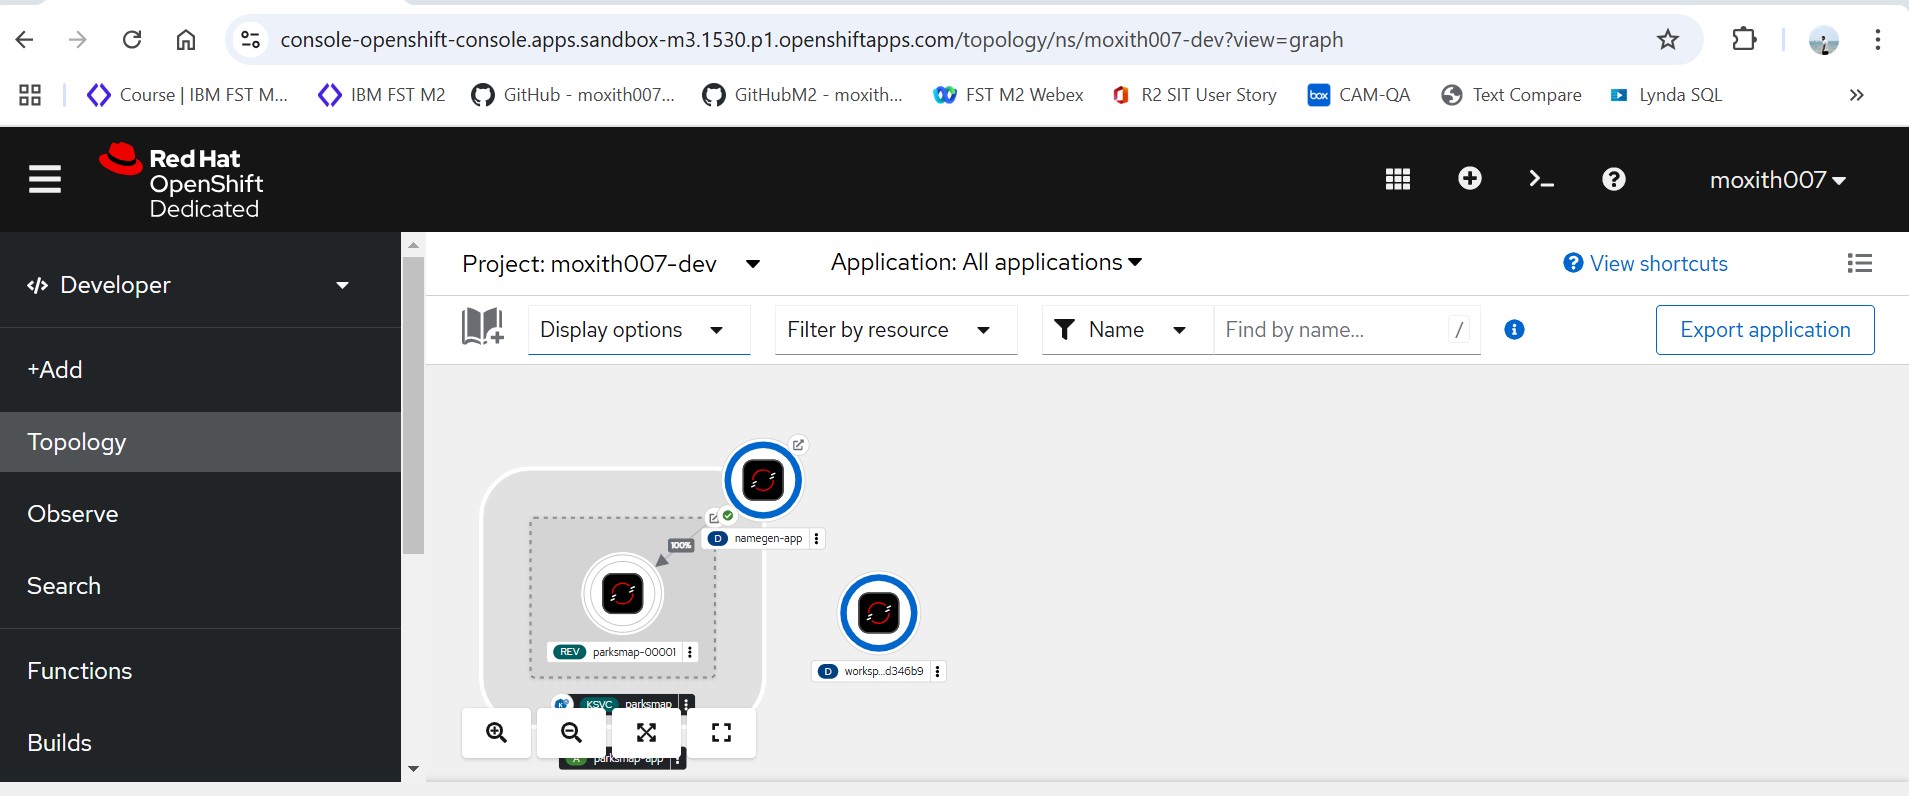 console-openshift-console.apps.sandbox-m3.1530.p1.openshiftapps.com/topology/ns/moxith007-dev?view=graph
Course | IBM FST M... IBM FST M2 GitHub - moxith007... GitHubM2 - moxith... FST M2 Webex R2 SIT User Story box CAM-QA Text Compare Lynda SQL »
Red Hat
OpenShift
Dedicated
moxith007
Developer
+Add
Topology
Observe
Search
Functions
Builds
Project: moxith007-dev Application: All applications View shortcuts
Display options Filter by resource Name Find by name... / Export application
D namegen-app
100%
REV parksmap-00001
D worksp...d346b9
KSVC parksmap
A parksmap-app